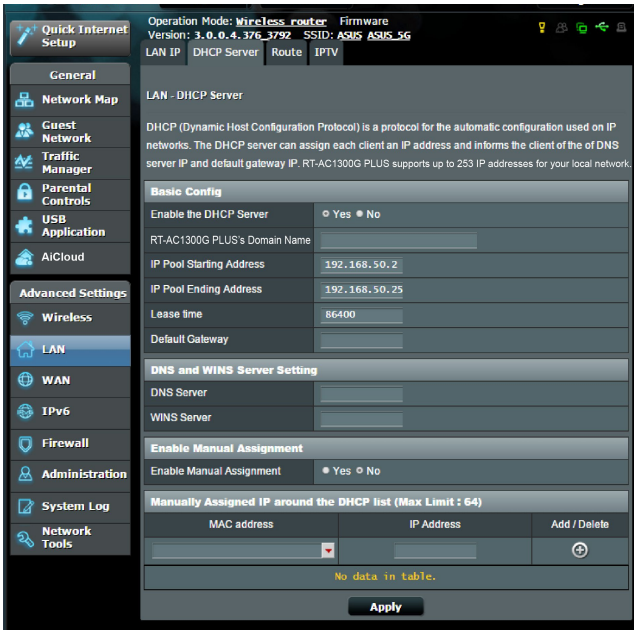 Quick Internet
Setup
Operation Mode: Wireless router Firmware
Version: 3.0.0.4.376_3792 SSID: ASUS ASUS_5G
LAN IP DHCP Server Route IPTV
General
Network Map
Guest
Network
Traffic
Manager
Parental
Controls
USB
Application
AiCloud
Advanced Settings
Wireless
LAN
WAN
IPv6
Firewall
Administration
System Log
Network
Tools
LAN - DHCP Server
DHCP (Dynamic Host Configuration Protocol) is a protocol for the automatic configuration used on IP
networks. The DHCP server can assign each client an IP address and informs the client of the of DNS
server IP and default gateway IP. RT-AC1300G PLUS supports up to 253 IP addresses for your local network.
Basic Config
Enable the DHCP Server Yes No
RT-AC1300G PLUS's Domain Name
IP Pool Starting Address 192.168.50.2
IP Pool Ending Address 192.168.50.25
Lease time 86400
Default Gateway
DNS and WINS Server Setting
DNS Server
WINS Server
Enable Manual Assignment
Enable Manual Assignment Yes No
Manually Assigned IP around the DHCP list (Max Limit : 64)
MAC address IP Address Add / Delete
No data in table.
Apply